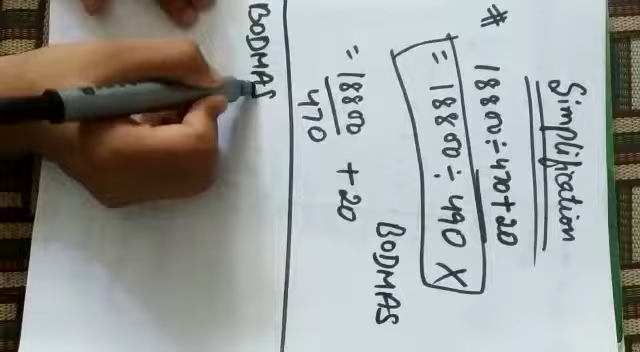 Simplification
# 18800÷470+20
= 18800÷490 X
BODMAS
= 18800/470 + 20
BODMAS